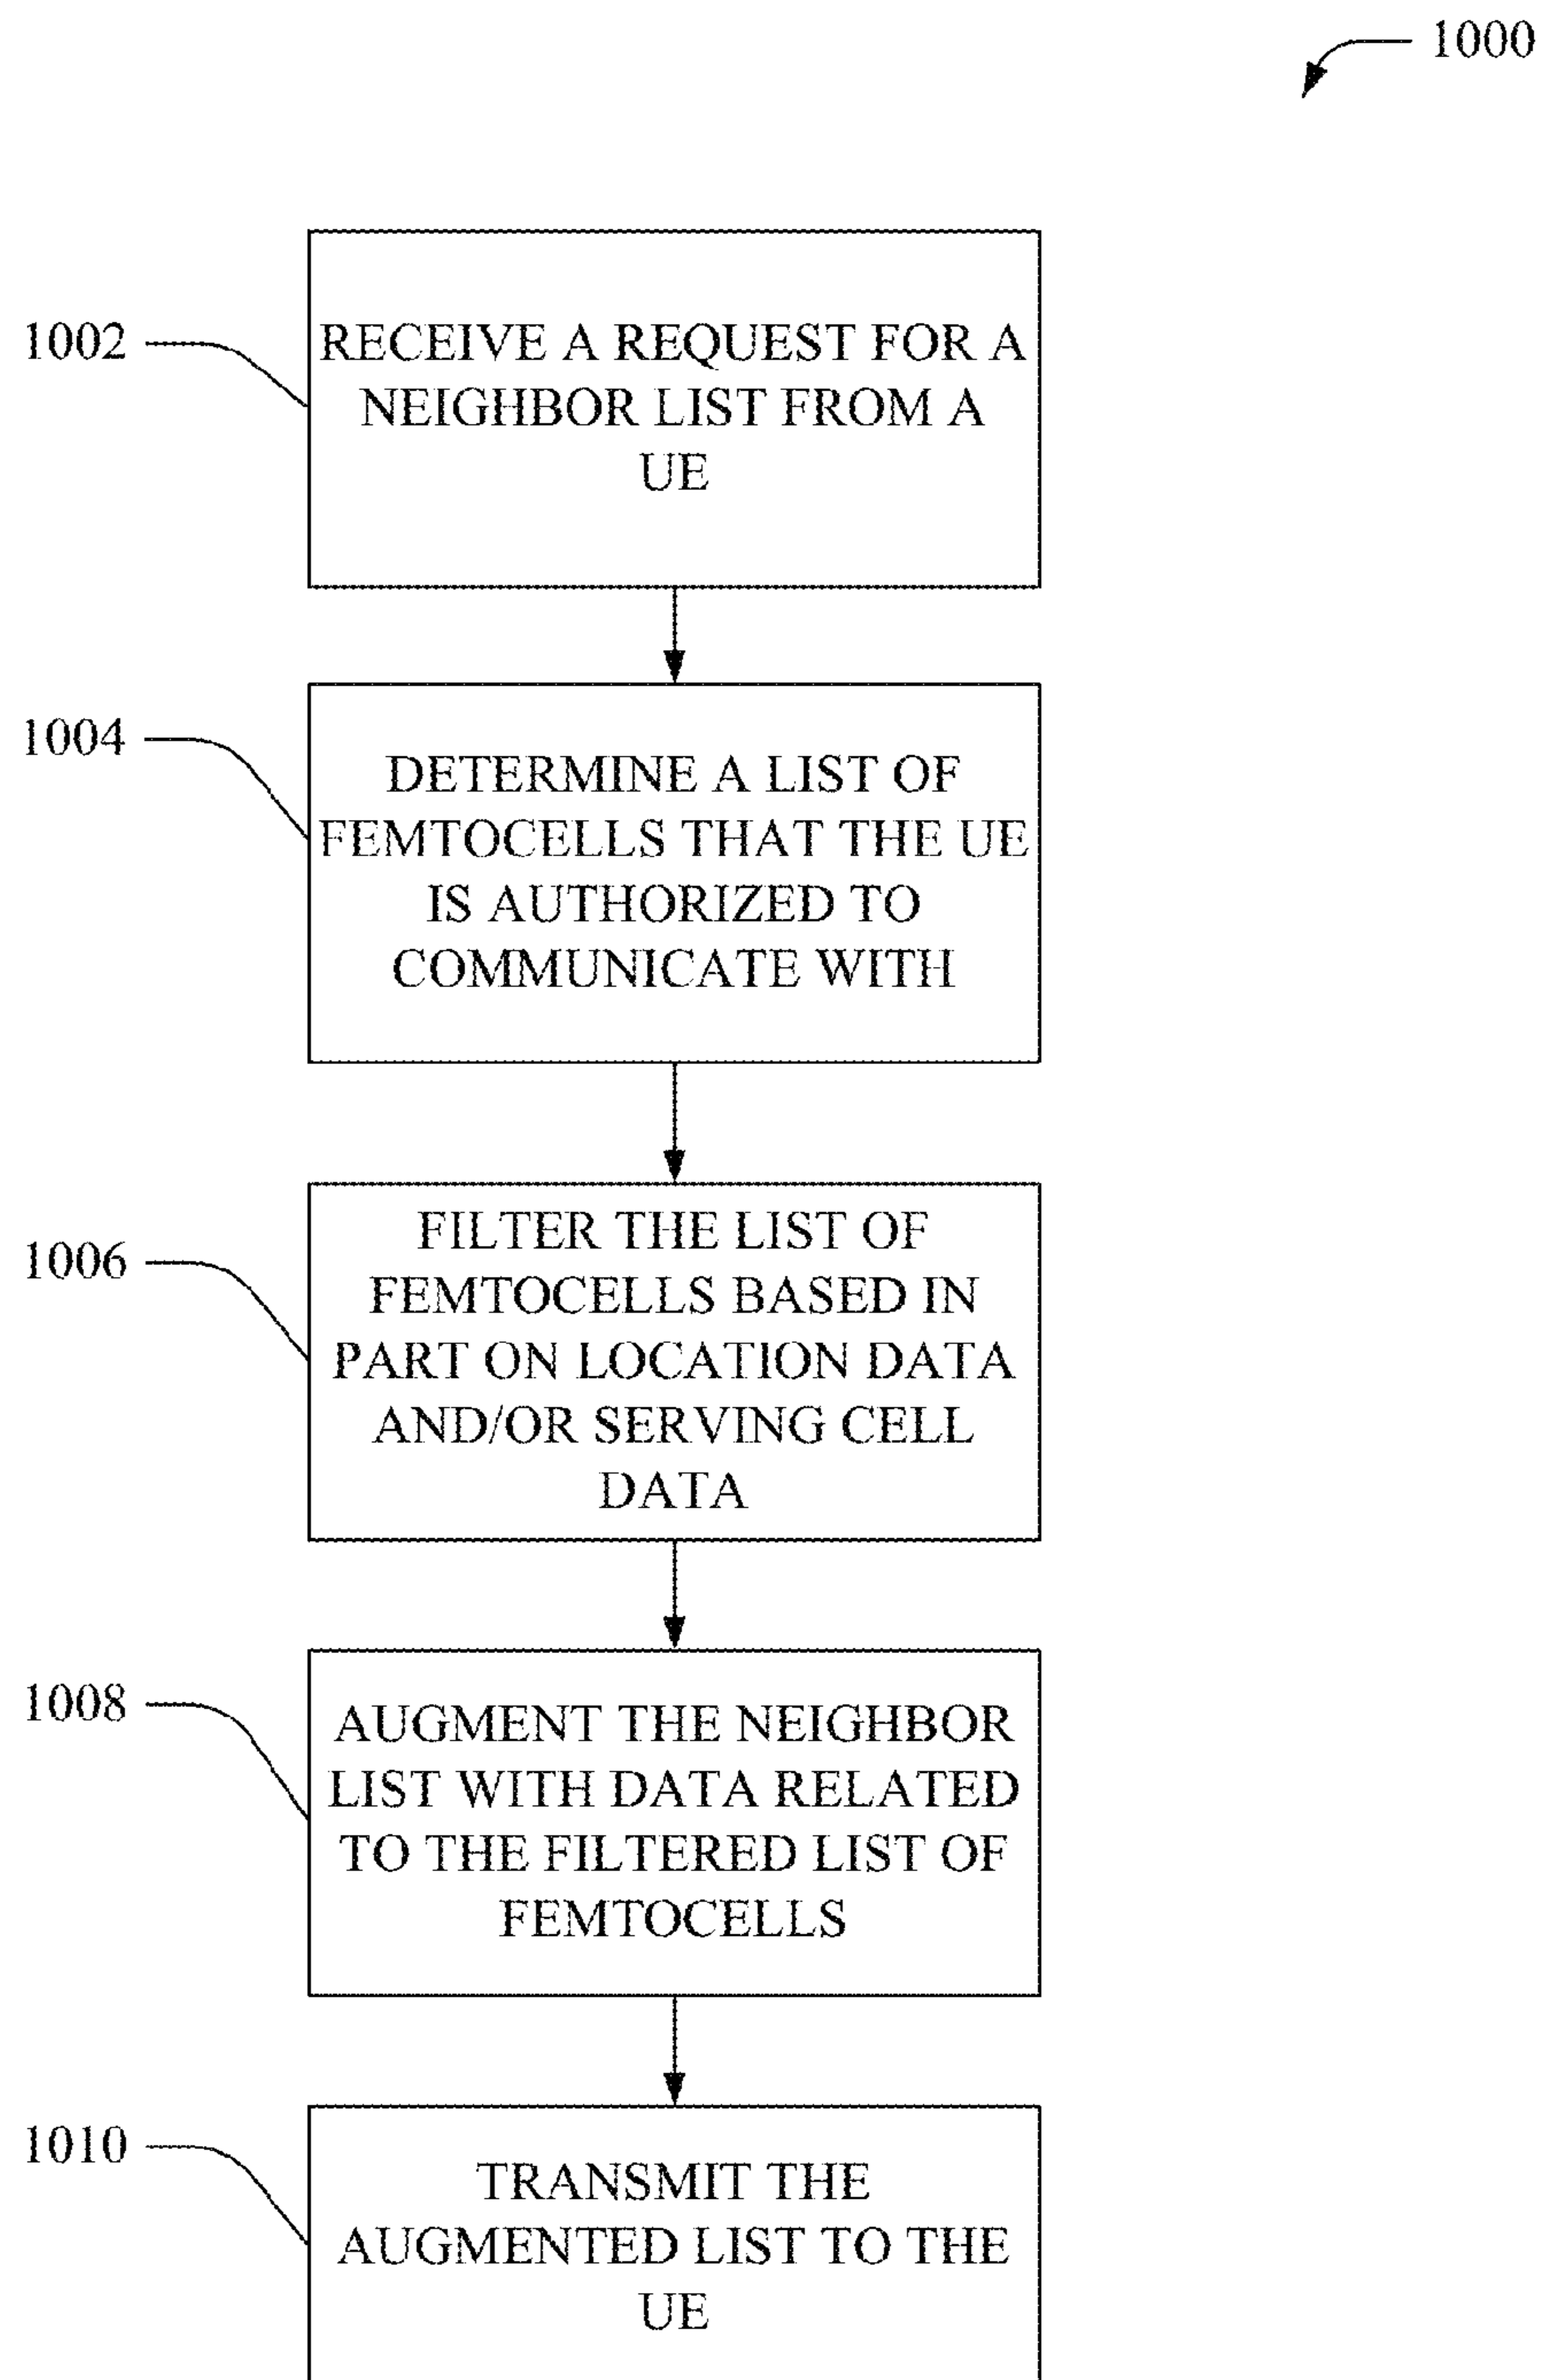 1000
1002
RECEIVE A REQUEST FOR A
NEIGHBOR LIST FROM A
UE
1004
DETERMINE A LIST OF
FEMTOCELLS THAT THE UE
IS AUTHORIZED TO
COMMUNICATE WITH
1006
FILTER THE LIST OF
FEMTOCELLS BASED IN
PART ON LOCATION DATA
AND/OR SERVING CELL
DATA
1008
AUGMENT THE NEIGHBOR
LIST WITH DATA RELATED
TO THE FILTERED LIST OF
FEMTOCELLS
1010
TRANSMIT THE
AUGMENTED LIST TO THE
UE